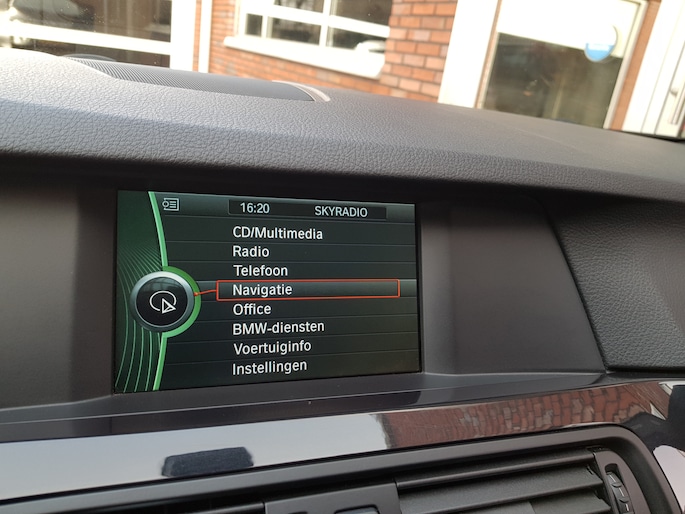 16:20 SKYRADIO
CD/Multimedia
Radio
Telefoon
Navigatie
Office
BMW-diensten
Voertuiginfo
Instellingen